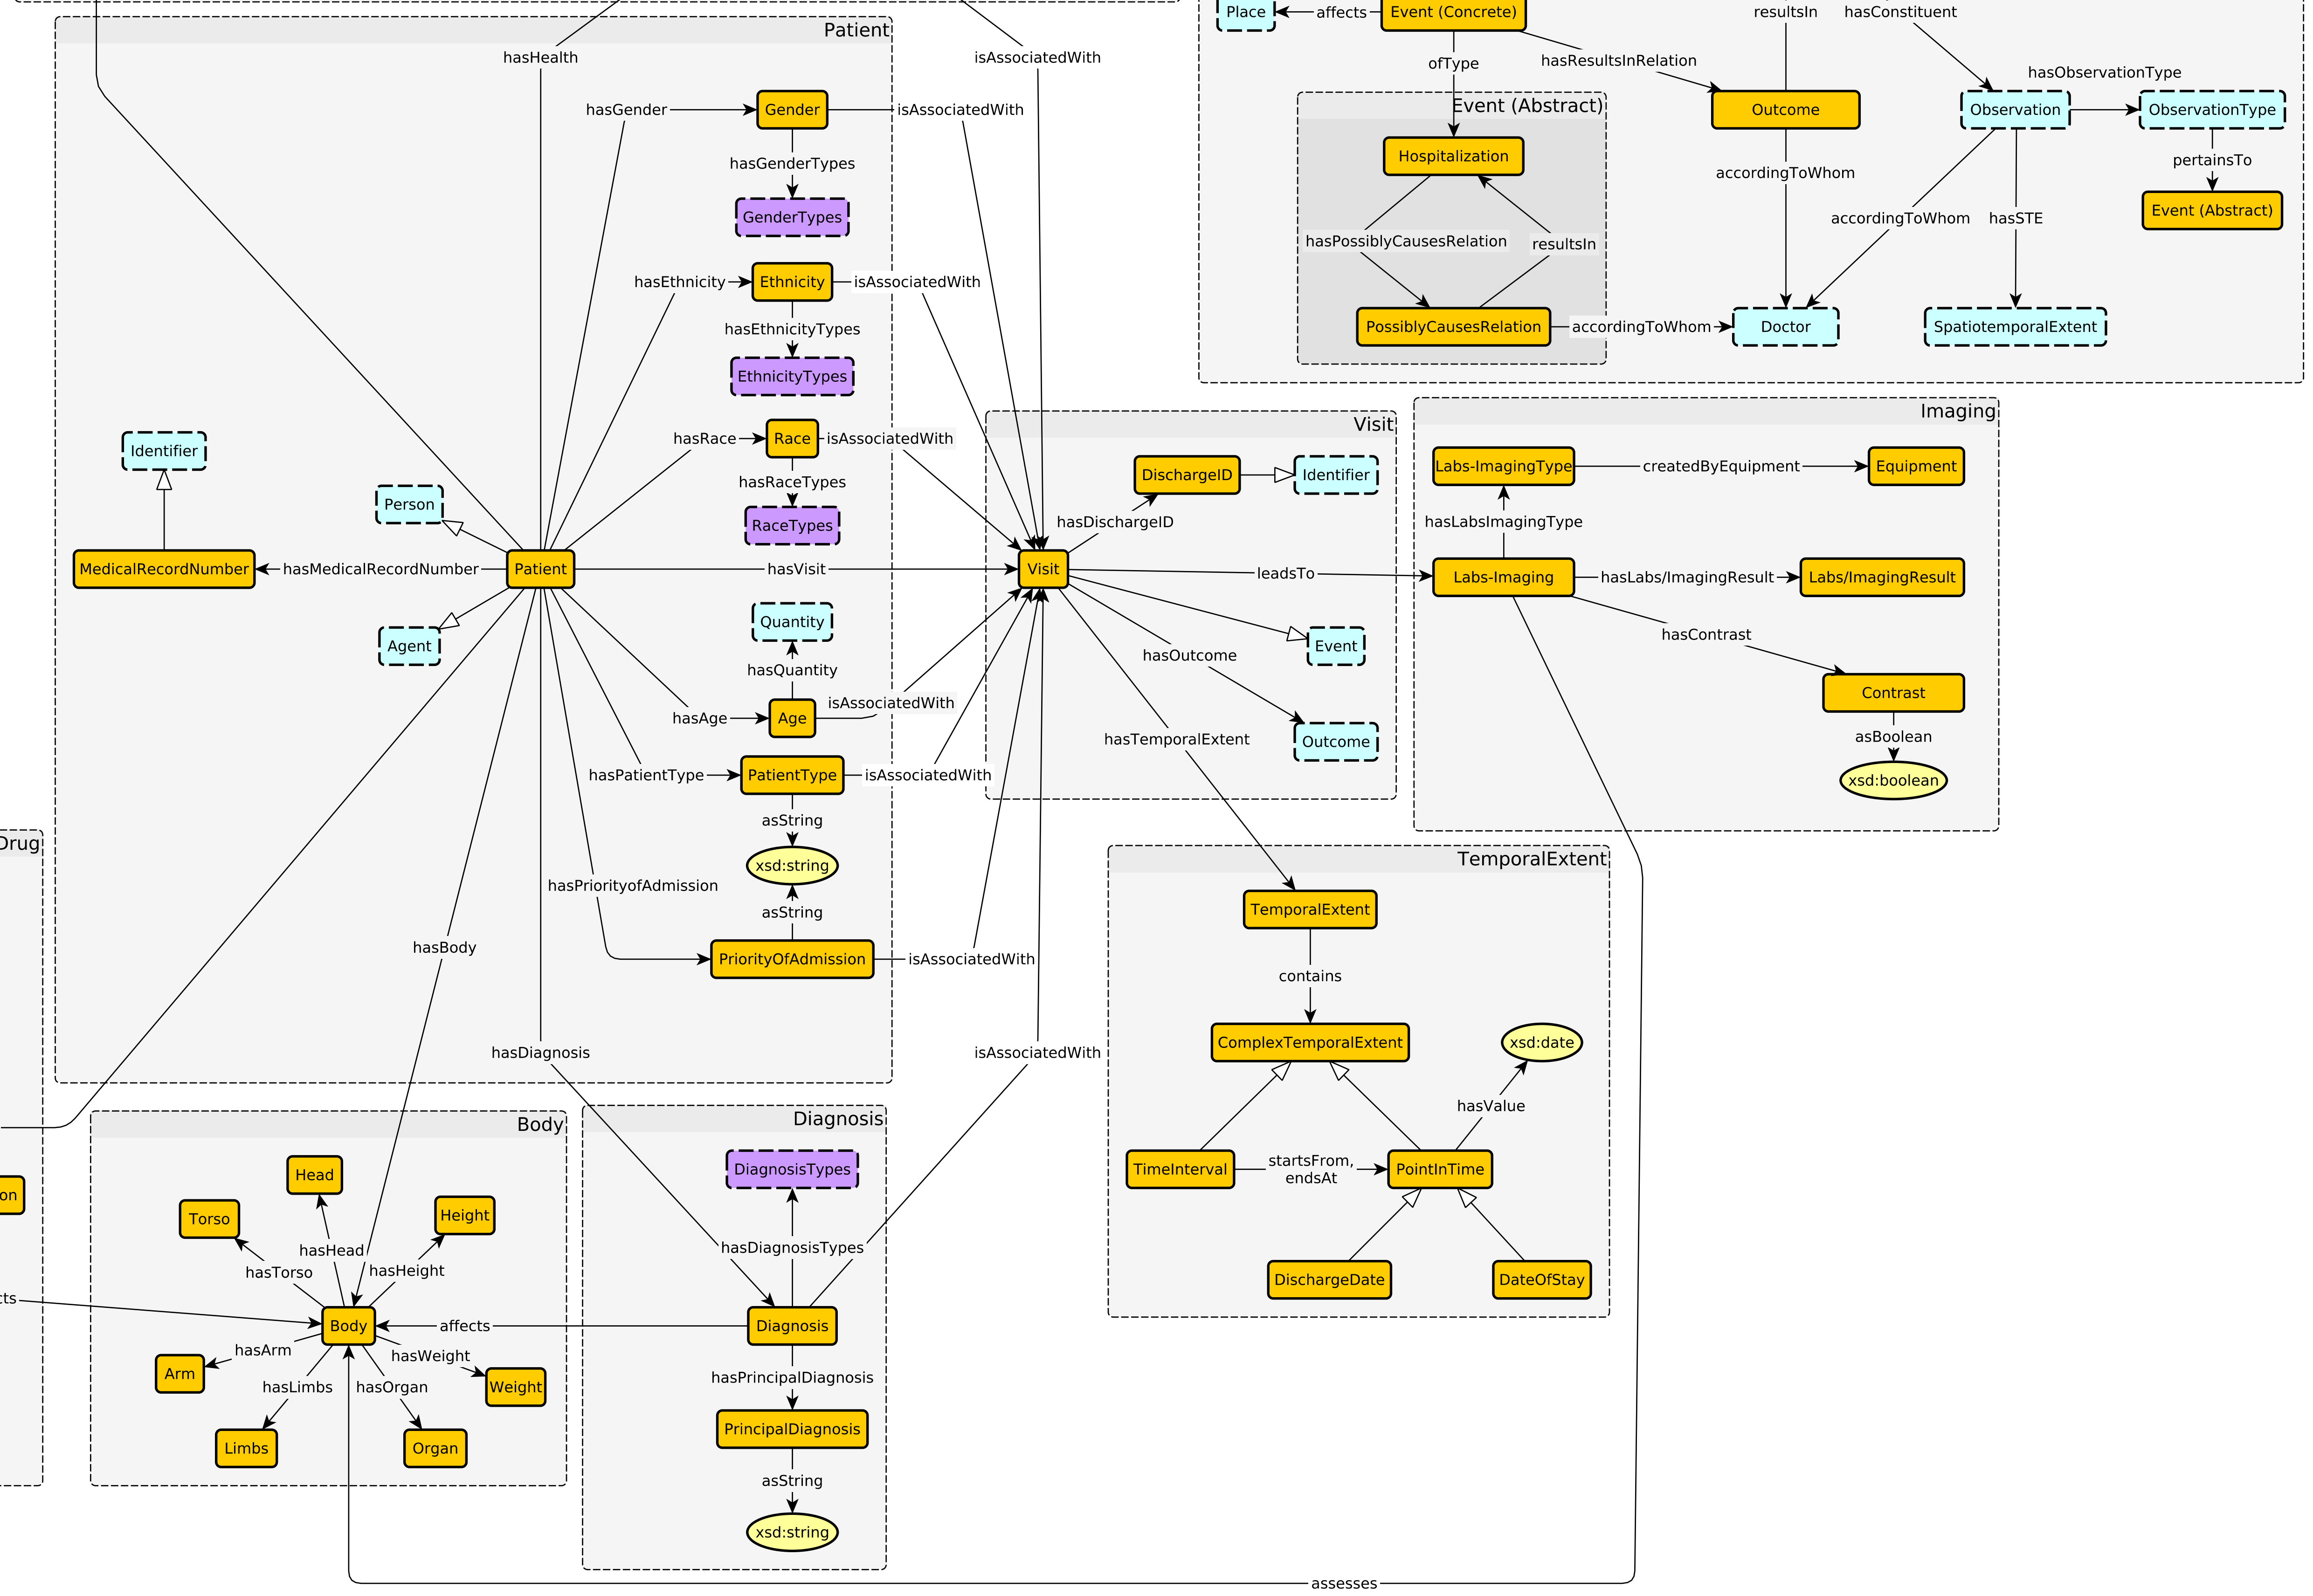 Patient
hasHealth
isAssociatedWith
hasGender
Gender
isAssociatedWith
hasGenderTypes
GenderTypes
hasEthnicity
Ethnicity
isAssociatedWith
hasEthnicityTypes
EthnicityTypes
hasRace
Race
isAssociatedWith
hasRaceTypes
RaceTypes
Identifier
Person
MedicalRecordNumber
hasMedicalRecordNumber
Patient
hasVisit
Agent
Quantity
hasQuantity
hasAge
Age
isAssociatedWith
hasPatientType
PatientType
isAssociatedWith
asString
xsd:string
hasPriorityofAdmission
asString
PriorityOfAdmission
isAssociatedWith
hasBody
hasDiagnosis
isAssociatedWith
Place
affects
Event (Concrete)
resultsIn
hasConstituent
ofType
hasResultsInRelation
hasObservationType
Event (Abstract)
Outcome
Observation
ObservationType
Hospitalization
accordingToWhom
pertainsTo
Event (Abstract)
accordingToWhom
hasSTE
hasPossiblyCausesRelation
resultsIn
PossiblyCausesRelation
accordingToWhom
Doctor
SpatiotemporalExtent
Visit
DischargeID
Identifier
hasDischargeID
Visit
leadsTo
Event
hasOutcome
Outcome
hasTemporalExtent
Imaging
Labs-ImagingType
createdByEquipment
Equipment
hasLabsImagingType
Labs-Imaging
hasLabs/ImagingResult
Labs/ImagingResult
hasContrast
Contrast
asBoolean
xsd:boolean
TemporalExtent
TemporalExtent
contains
ComplexTemporalExtent
xsd:date
hasValue
TimeInterval
startsFrom,
endsAt
PointInTime
DischargeDate
DateOfStay
Drug
on
cts
Body
Head
Torso
Height
hasHead
hasTorso
hasHeight
Body
affects
hasArm
Arm
hasWeight
Weight
hasLimbs
hasOrgan
Limbs
Organ
Diagnosis
DiagnosisTypes
hasDiagnosisTypes
Diagnosis
hasPrincipalDiagnosis
PrincipalDiagnosis
asString
xsd:string
assesses